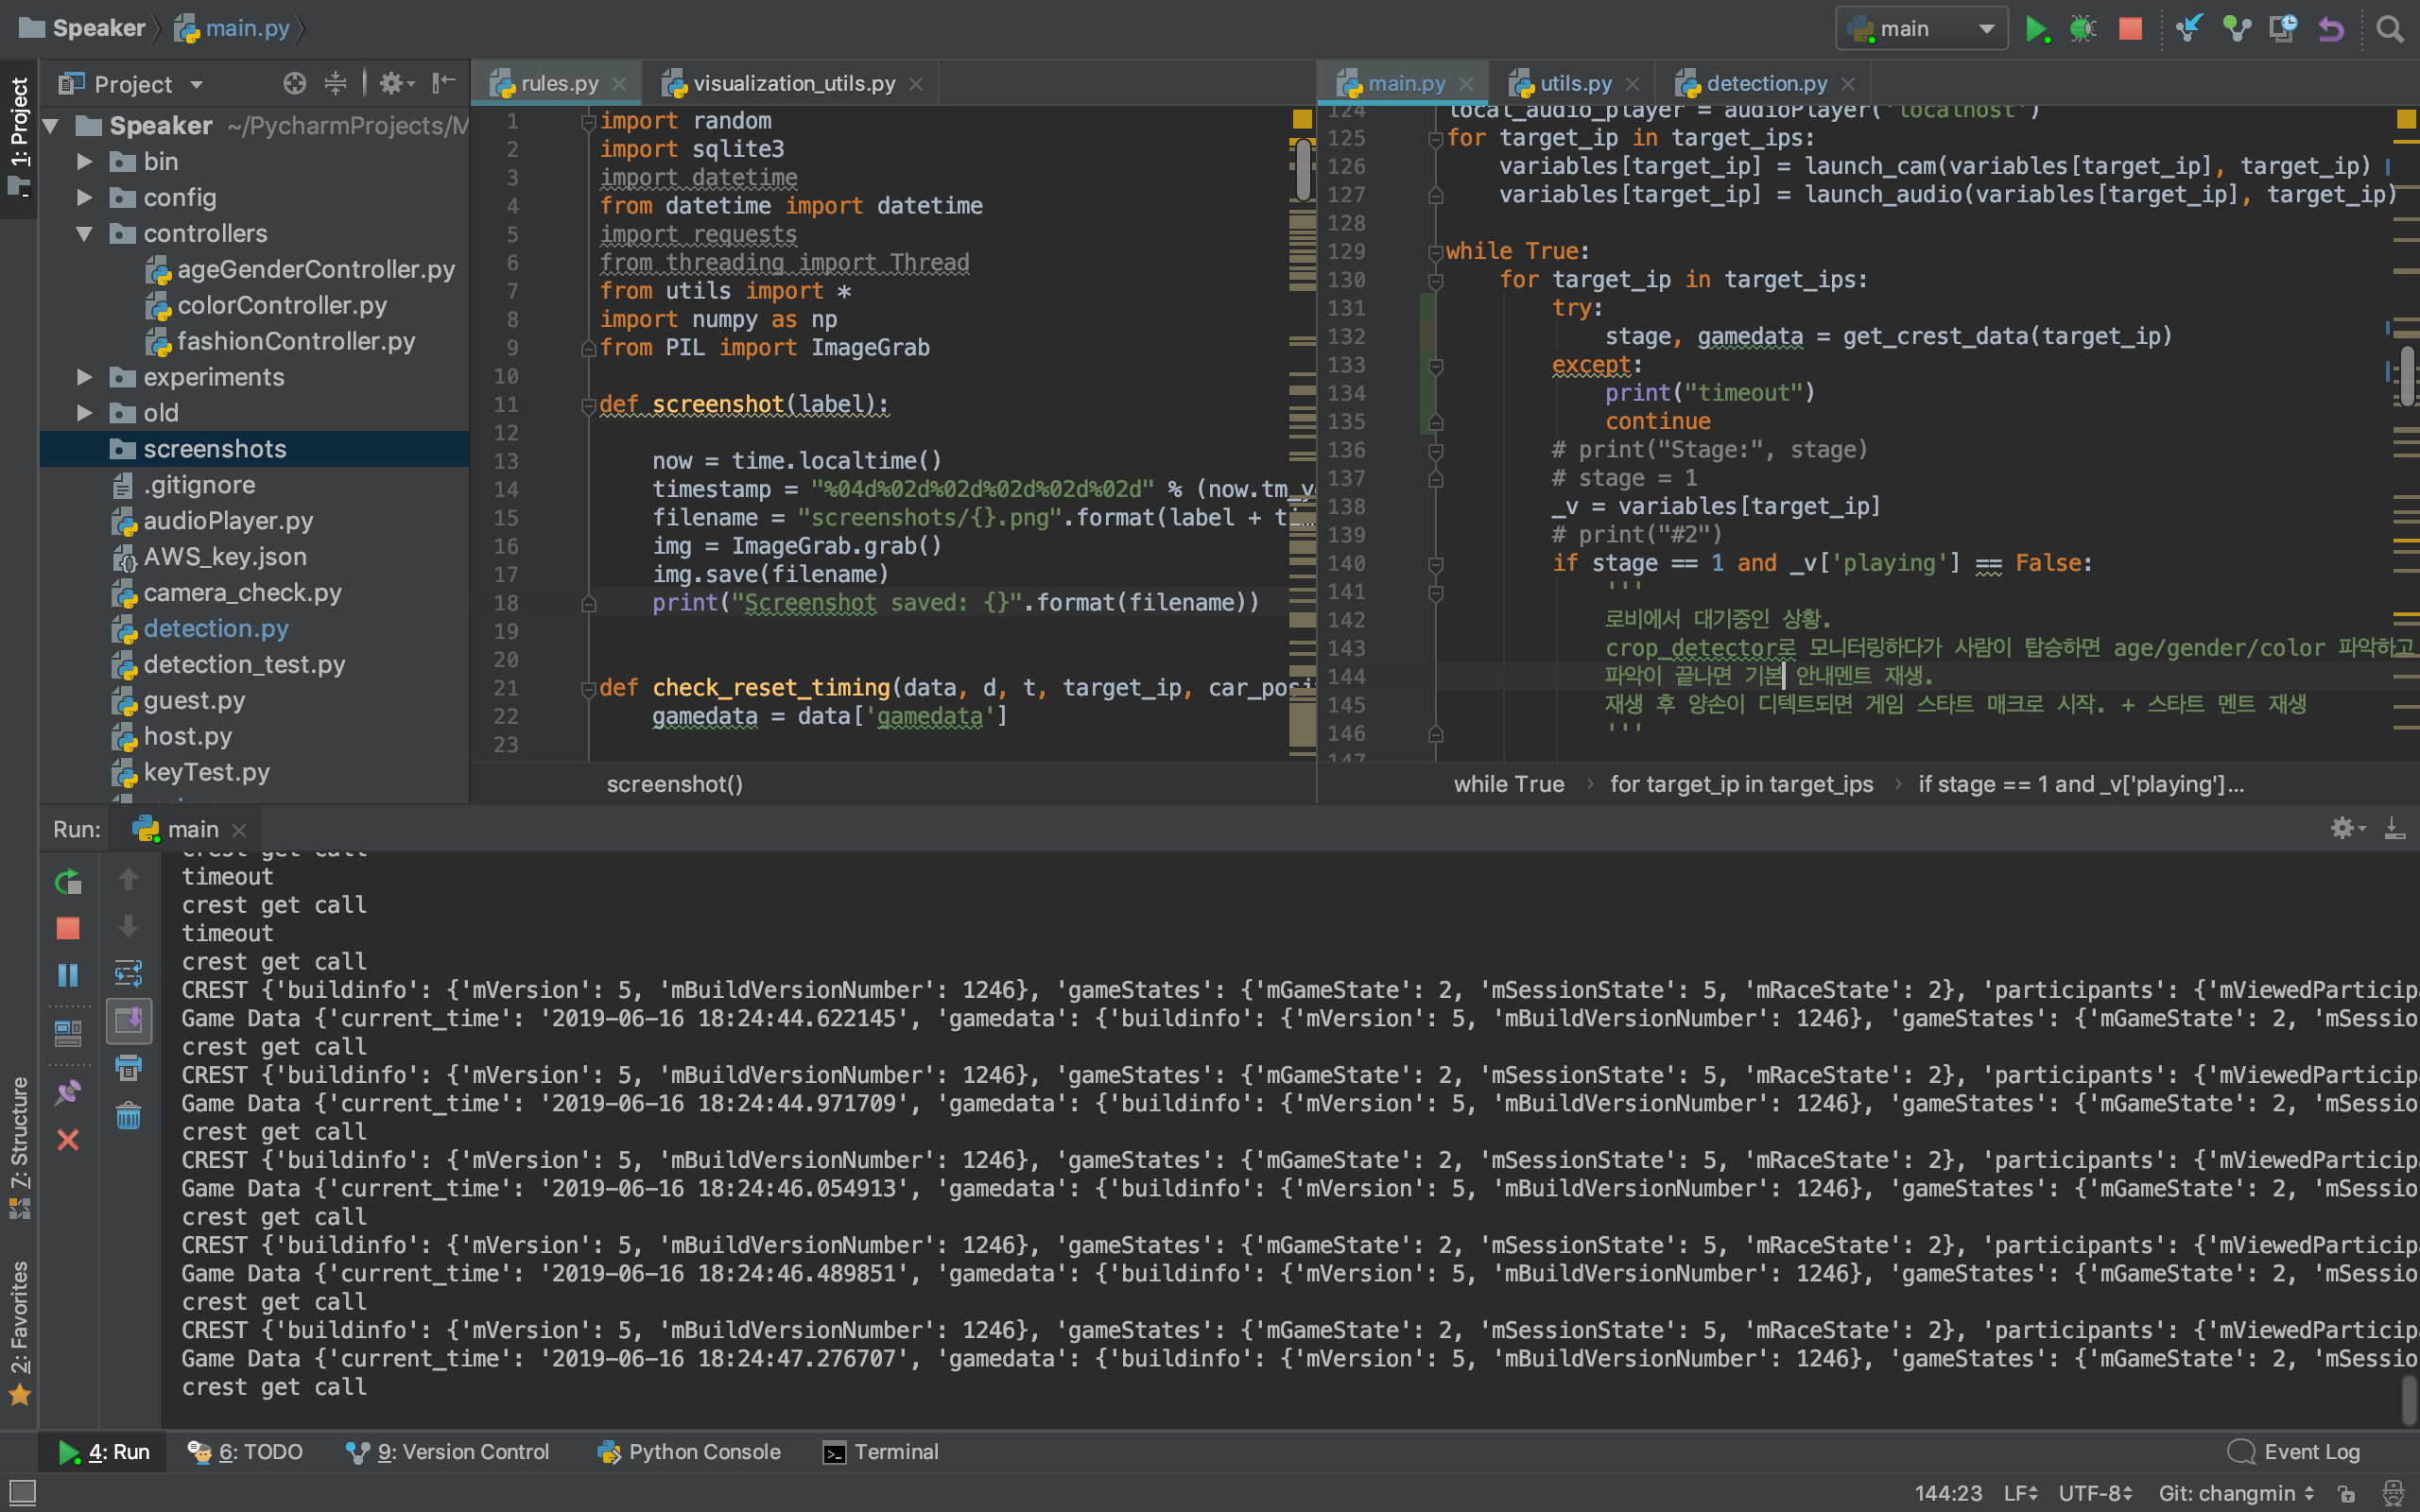 Speaker main.py main
1: Project
Project
rules.py
visualization_utils.py
main.py
utils.py
detection.py
Speaker ~/PycharmProjects/M
bin
config
controllers
ageGenderController.py
colorController.py
fashionController.py
experiments
old
screenshots
.gitignore
audioPlayer.py
AWS_key.json
camera_check.py
detection.py
detection_test.py
guest.py
host.py
keyTest.py
1 import random
2 import sqlite3
3 import datetime
4 from datetime import datetime
5 import requests
6 from threading import Thread
7 from utils import *
8 import numpy as np
9 from PIL import ImageGrab
10
11 def screenshot(label):
12
13 now = time.localtime()
14 timestamp = "%04d%02d%02d%02d%02d%02d" % (now.tm_y
15 filename = "screenshots/{}.png".format(label + ti
16 img = ImageGrab.grab()
17 img.save(filename)
18 print("Screenshot saved: {}".format(filename))
19
20
21 def check_reset_timing(data, d, t, target_ip, car_posi
22 gamedata = data['gamedata']
23
screenshot()
124 local_audio_player = audioPlayer('localhost')
125 for target_ip in target_ips:
126 variables[target_ip] = launch_cam(variables[target_ip], target_ip)
127 variables[target_ip] = launch_audio(variables[target_ip], target_ip)
128
129 while True:
130 for target_ip in target_ips:
131 try:
132 stage, gamedata = get_crest_data(target_ip)
133 except:
134 print("timeout")
135 continue
136 # print("Stage:", stage)
137 # stage = 1
138 _v = variables[target_ip]
139 # print("#2")
140 if stage == 1 and _v['playing'] == False:
141 '''
142 로비에서 대기중인 상황.
143 crop_detector로 모니터링하다가 사람이 탑승하면 age/gender/color 파악하고
144 파악이 끝나면 기본 안내멘트 재생.
145 재생 후 양손이 디텍트되면 게임 스타트 매크로 시작. + 스타트 멘트 재생
146 '''
147
while True › for target_ip in target_ips › if stage == 1 and _v['playing']...
Run: main
crest get call
timeout
crest get call
timeout
crest get call
CREST {'buildinfo': {'mVersion': 5, 'mBuildVersionNumber': 1246}, 'gameStates': {'mGameState': 2, 'mSessionState': 5, 'mRaceState': 2}, 'participants': {'mViewedParticipa
Game Data {'current_time': '2019-06-16 18:24:44.622145', 'gamedata': {'buildinfo': {'mVersion': 5, 'mBuildVersionNumber': 1246}, 'gameStates': {'mGameState': 2, 'mSessio
crest get call
CREST {'buildinfo': {'mVersion': 5, 'mBuildVersionNumber': 1246}, 'gameStates': {'mGameState': 2, 'mSessionState': 5, 'mRaceState': 2}, 'participants': {'mViewedParticipa
Game Data {'current_time': '2019-06-16 18:24:44.971709', 'gamedata': {'buildinfo': {'mVersion': 5, 'mBuildVersionNumber': 1246}, 'gameStates': {'mGameState': 2, 'mSessio
crest get call
CREST {'buildinfo': {'mVersion': 5, 'mBuildVersionNumber': 1246}, 'gameStates': {'mGameState': 2, 'mSessionState': 5, 'mRaceState': 2}, 'participants': {'mViewedParticipa
Game Data {'current_time': '2019-06-16 18:24:46.054913', 'gamedata': {'buildinfo': {'mVersion': 5, 'mBuildVersionNumber': 1246}, 'gameStates': {'mGameState': 2, 'mSessio
crest get call
CREST {'buildinfo': {'mVersion': 5, 'mBuildVersionNumber': 1246}, 'gameStates': {'mGameState': 2, 'mSessionState': 5, 'mRaceState': 2}, 'participants': {'mViewedParticipa
Game Data {'current_time': '2019-06-16 18:24:46.489851', 'gamedata': {'buildinfo': {'mVersion': 5, 'mBuildVersionNumber': 1246}, 'gameStates': {'mGameState': 2, 'mSessio
crest get call
CREST {'buildinfo': {'mVersion': 5, 'mBuildVersionNumber': 1246}, 'gameStates': {'mGameState': 2, 'mSessionState': 5, 'mRaceState': 2}, 'participants': {'mViewedParticipa
Game Data {'current_time': '2019-06-16 18:24:47.276707', 'gamedata': {'buildinfo': {'mVersion': 5, 'mBuildVersionNumber': 1246}, 'gameStates': {'mGameState': 2, 'mSessio
crest get call
Z: Structure
2: Favorites
4: Run 6: TODO 9: Version Control Python Console Terminal Event Log
144:23 LF UTF-8 Git: changmin